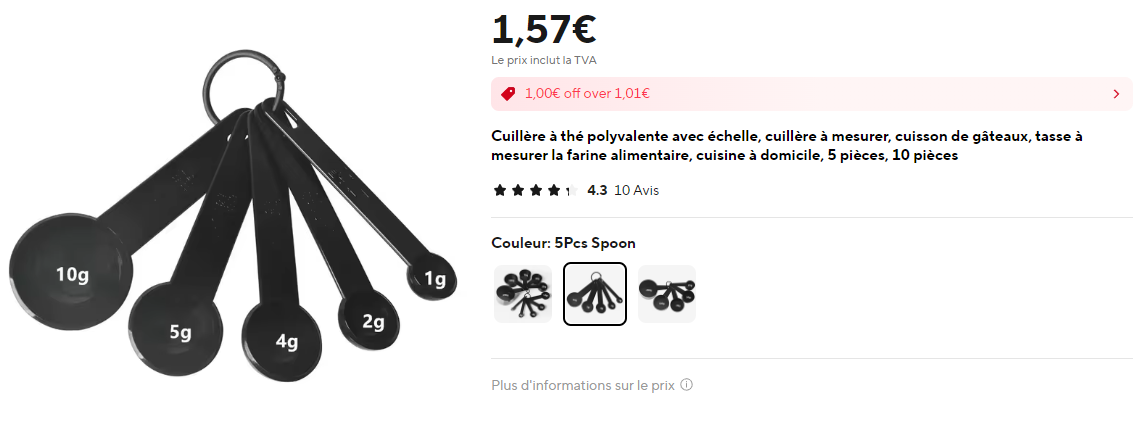 1,57€
Le prix inclut la TVA
1,00€ off over 1,01€
Cuillère à thé polyvalente avec échelle, cuillère à mesurer, cuisson de gâteaux, tasse à
mesurer la farine alimentaire, cuisine à domicile, 5 pièces, 10 pièces
4.3 10 Avis
Couleur: 5Pcs Spoon
Plus d'informations sur le prix
10g
5g
4g
2g
1g